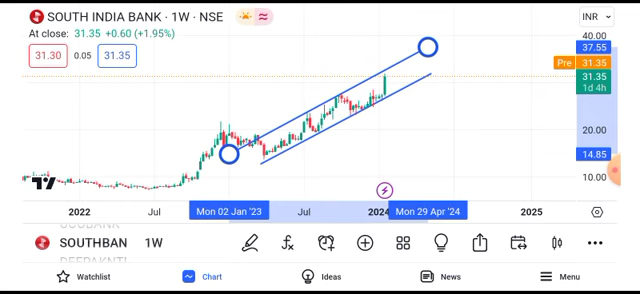 SOUTH INDIA BANK · 1W · NSE
INR
At close: 31.35 +0.60 (+1.95%)
31.30 0.05 31.35
40.00
37.55
Pre 31.35
31.35
1d 4h
20.00
14.85
10.00
2022 Jul Mon 02 Jan '23 Jul 2024 Mon 29 Apr '24 2025
SOUTHBAN 1W
Watchlist Chart Ideas News Menu